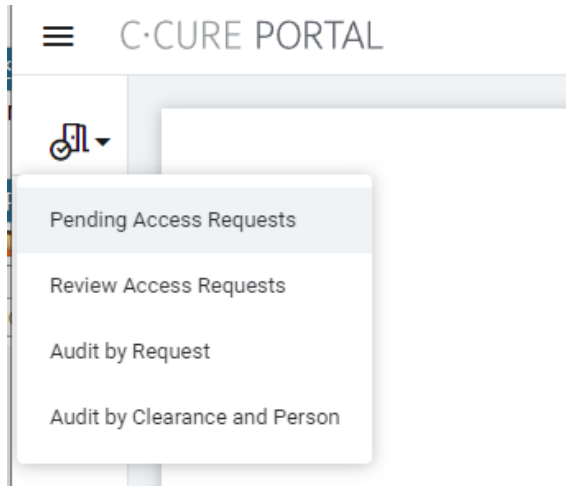 C·CURE PORTAL
Pending Access Requests
Review Access Requests
Audit by Request
Audit by Clearance and Person